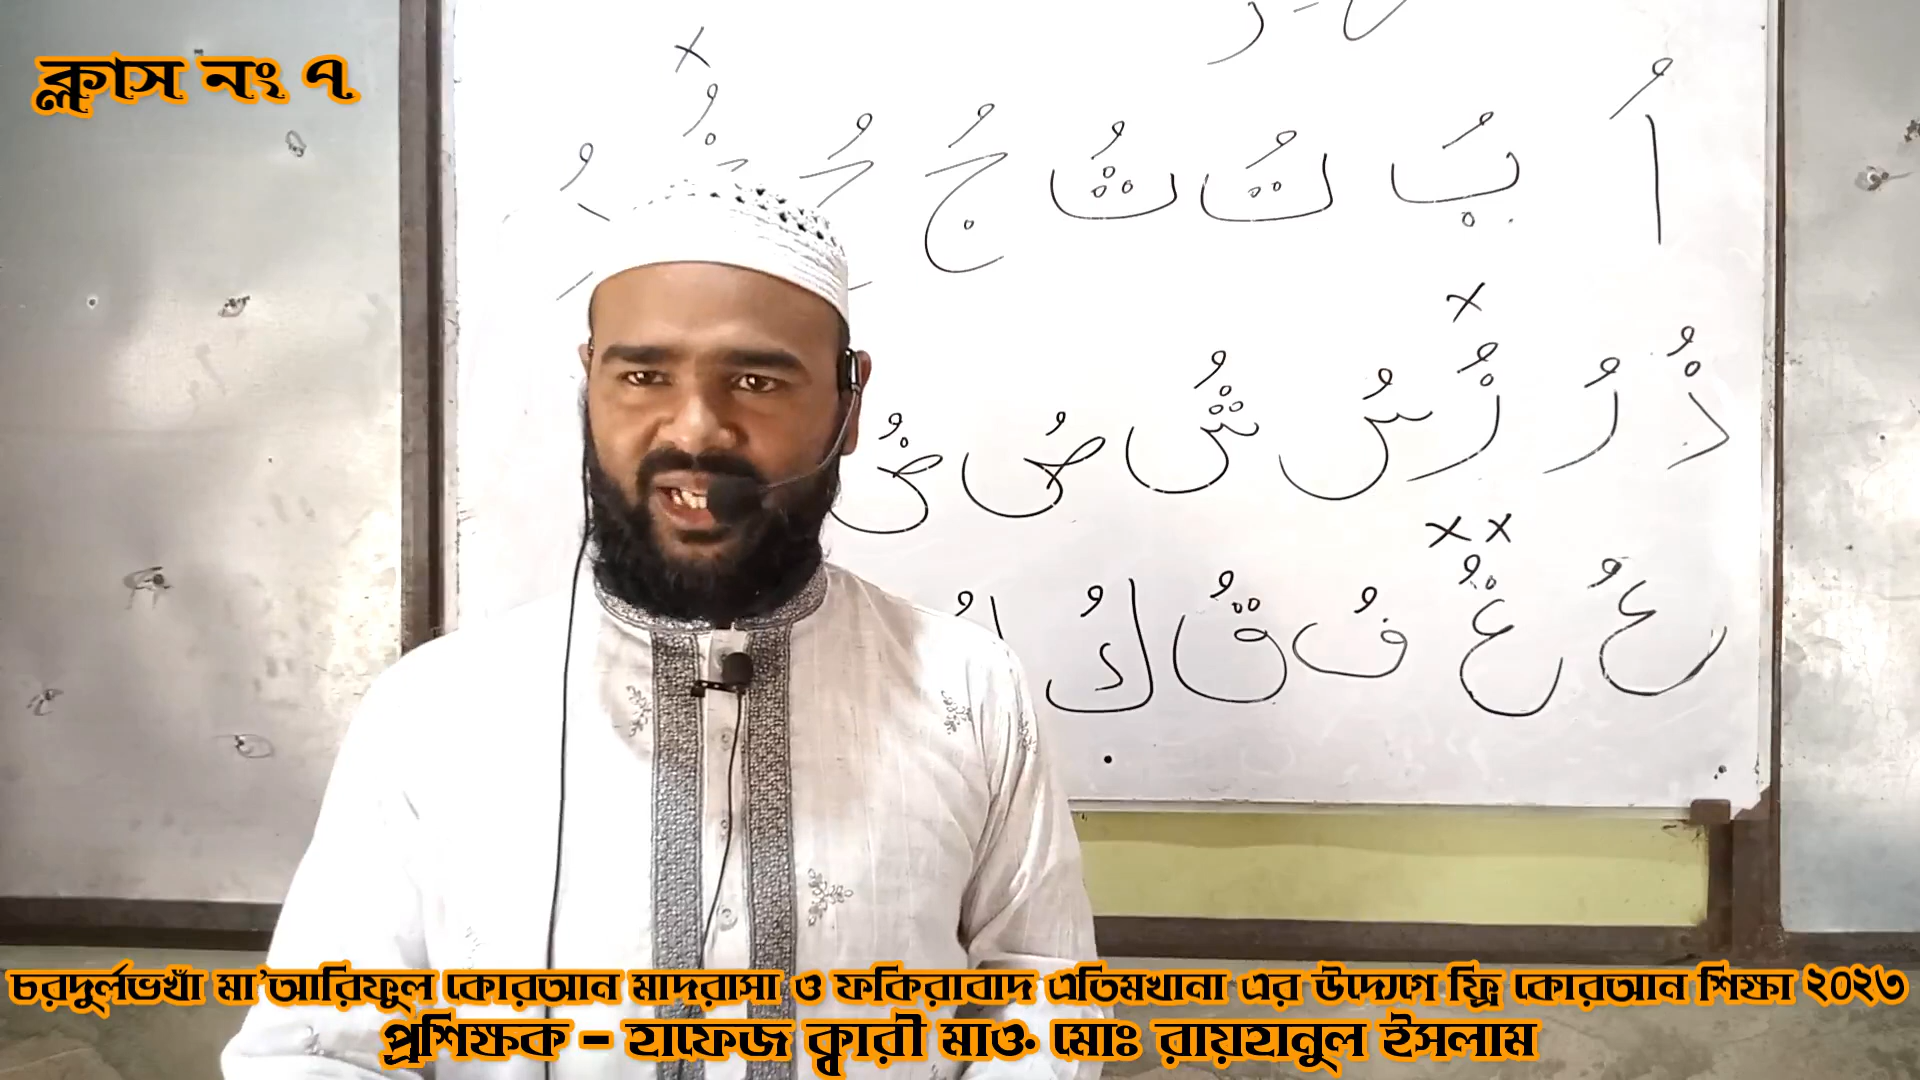 ক্লাস নং ৭
اُ بُ تُ ثُ جُ حُ
ذُ رُ زُ سُ شُ صُ ضُ
عُ غُ فُ قُ كُ
চরদুর্লভখাঁ মা'আরিফুল কোরআন মাদরাসা ও ফকিরাবাদ এতিমখানা এর উদ্যেগে ফ্রি কোরআন শিক্ষা ২০২৩
প্রশিক্ষক - হাফেজ ক্বারী মাও মোঃ রায়হানুল ইসলাম